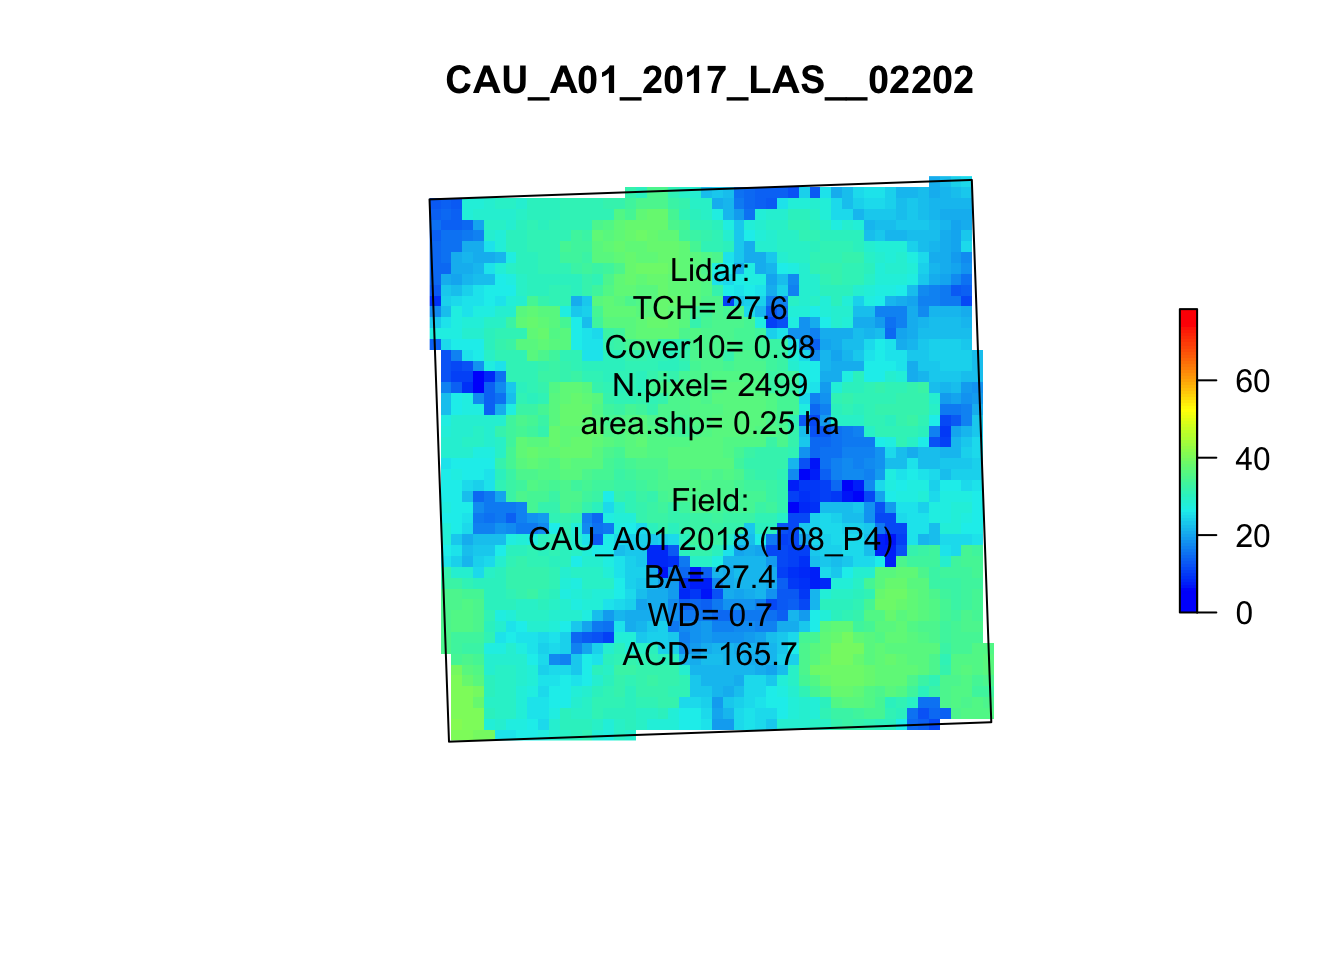 CAU_A01_2017_LAS__02202
Lidar:
TCH= 27.6
Cover10= 0.98
N.pixel= 2499
area.shp= 0.25 ha
Field:
CAU_A01 2018 (T08_P4)
BA= 27.4
WD= 0.7
ACD= 165.7
60
40
20
0